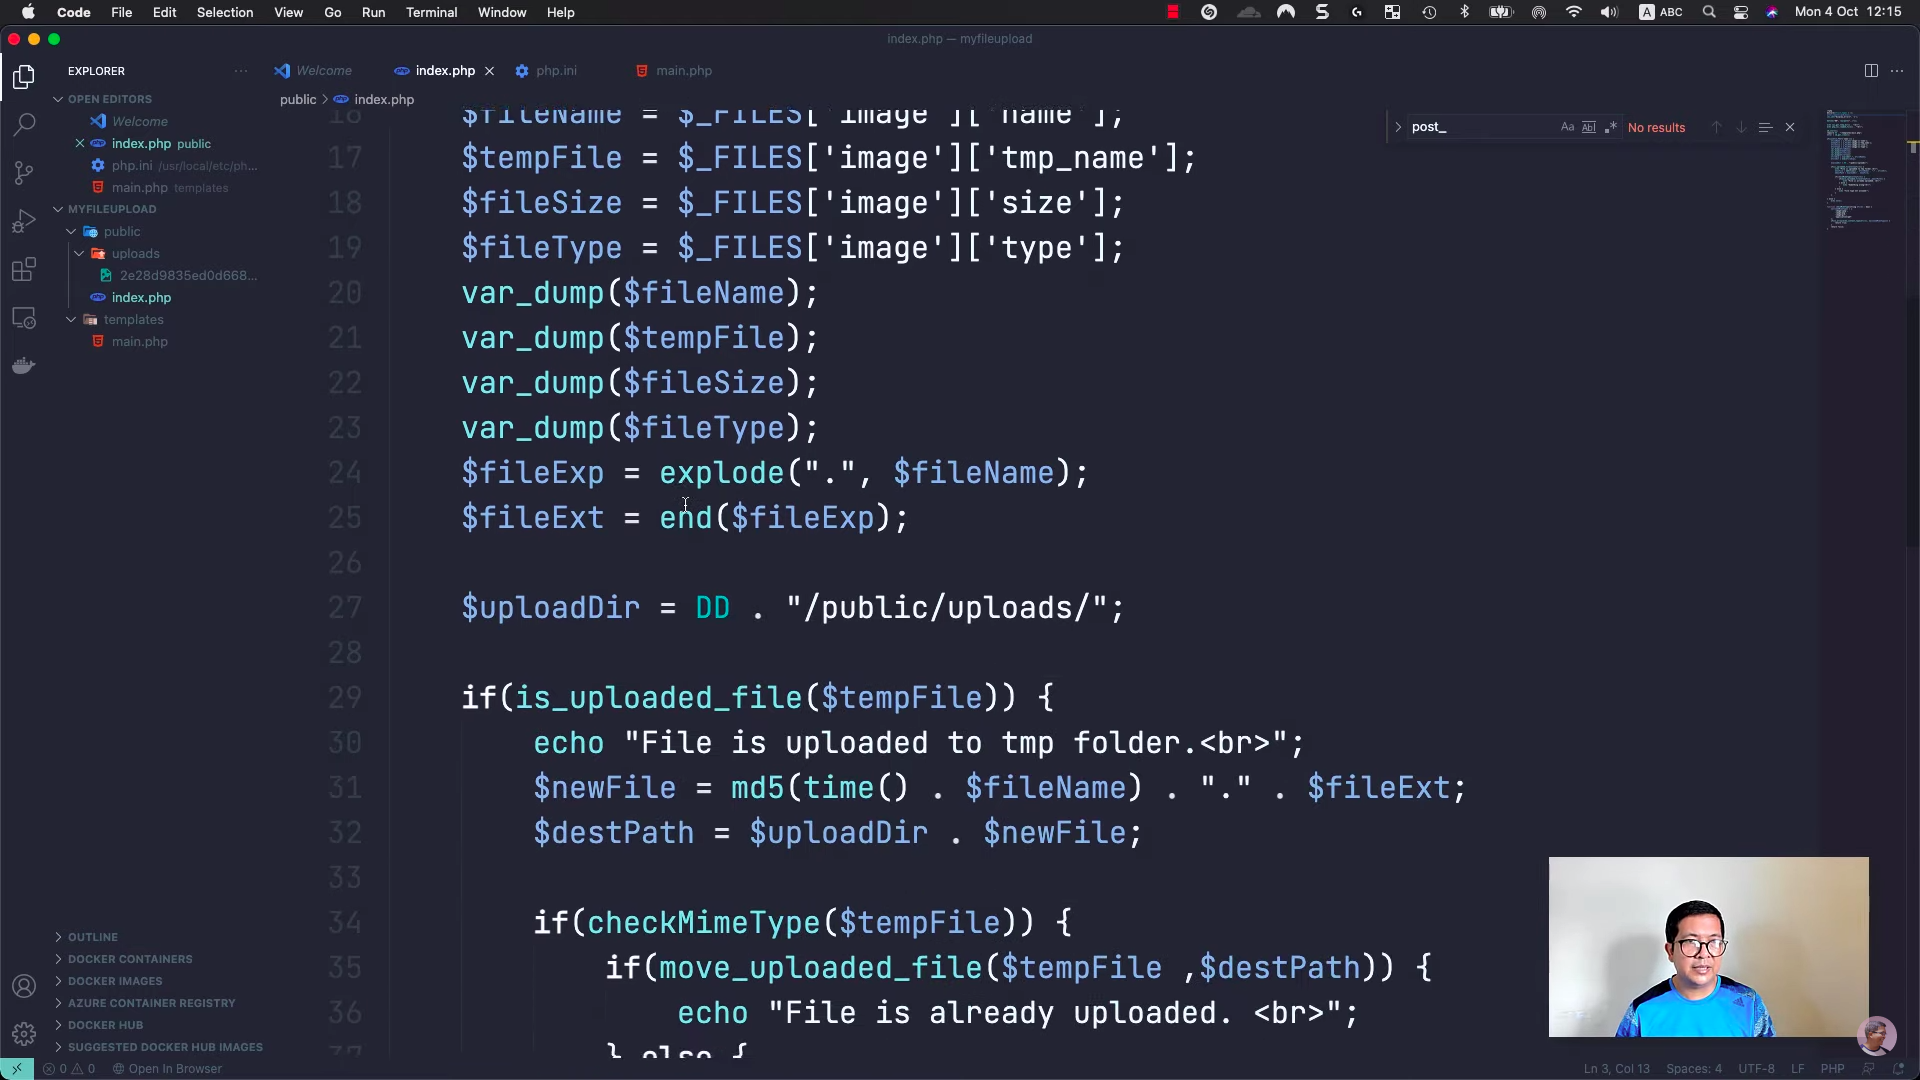 Code File Edit Selection View Go Run Terminal Window Help
A ABC Mon 4 Oct 12:15
index.php — myfileupload
EXPLORER
Welcome index.php php.ini main.php
OPEN EDITORS
public > index.php
Welcome
index.php public
php.ini /usr/local/etc/ph...
main.php templates
MYFILEUPLOAD
public
uploads
2e28d9835ed0d668...
index.php
templates
main.php
OUTLINE
DOCKER CONTAINERS
DOCKER IMAGES
AZURE CONTAINER REGISTRY
DOCKER HUB
SUGGESTED DOCKER HUB IMAGES
post_ Aa Ab| .* No results
16 $fileName = $_FILES['image']['name'];
17 $tempFile = $_FILES['image']['tmp_name'];
18 $fileSize = $_FILES['image']['size'];
19 $fileType = $_FILES['image']['type'];
20 var_dump($fileName);
21 var_dump($tempFile);
22 var_dump($fileSize);
23 var_dump($fileType);
24 $fileExp = explode(".", $fileName);
25 $fileExt = end($fileExp);
26
27 $uploadDir = DD . "/public/uploads/";
28
29 if(is_uploaded_file($tempFile)) {
30 echo "File is uploaded to tmp folder.<br>";
31 $newFile = md5(time() . $fileName) . "." . $fileExt;
32 $destPath = $uploadDir . $newFile;
33
34 if(checkMimeType($tempFile)) {
35 if(move_uploaded_file($tempFile ,$destPath)) {
36 echo "File is already uploaded. <br>";
37 } else {
0 0 Open In Browser
Ln 3, Col 13 Spaces: 4 UTF-8 LF PHP